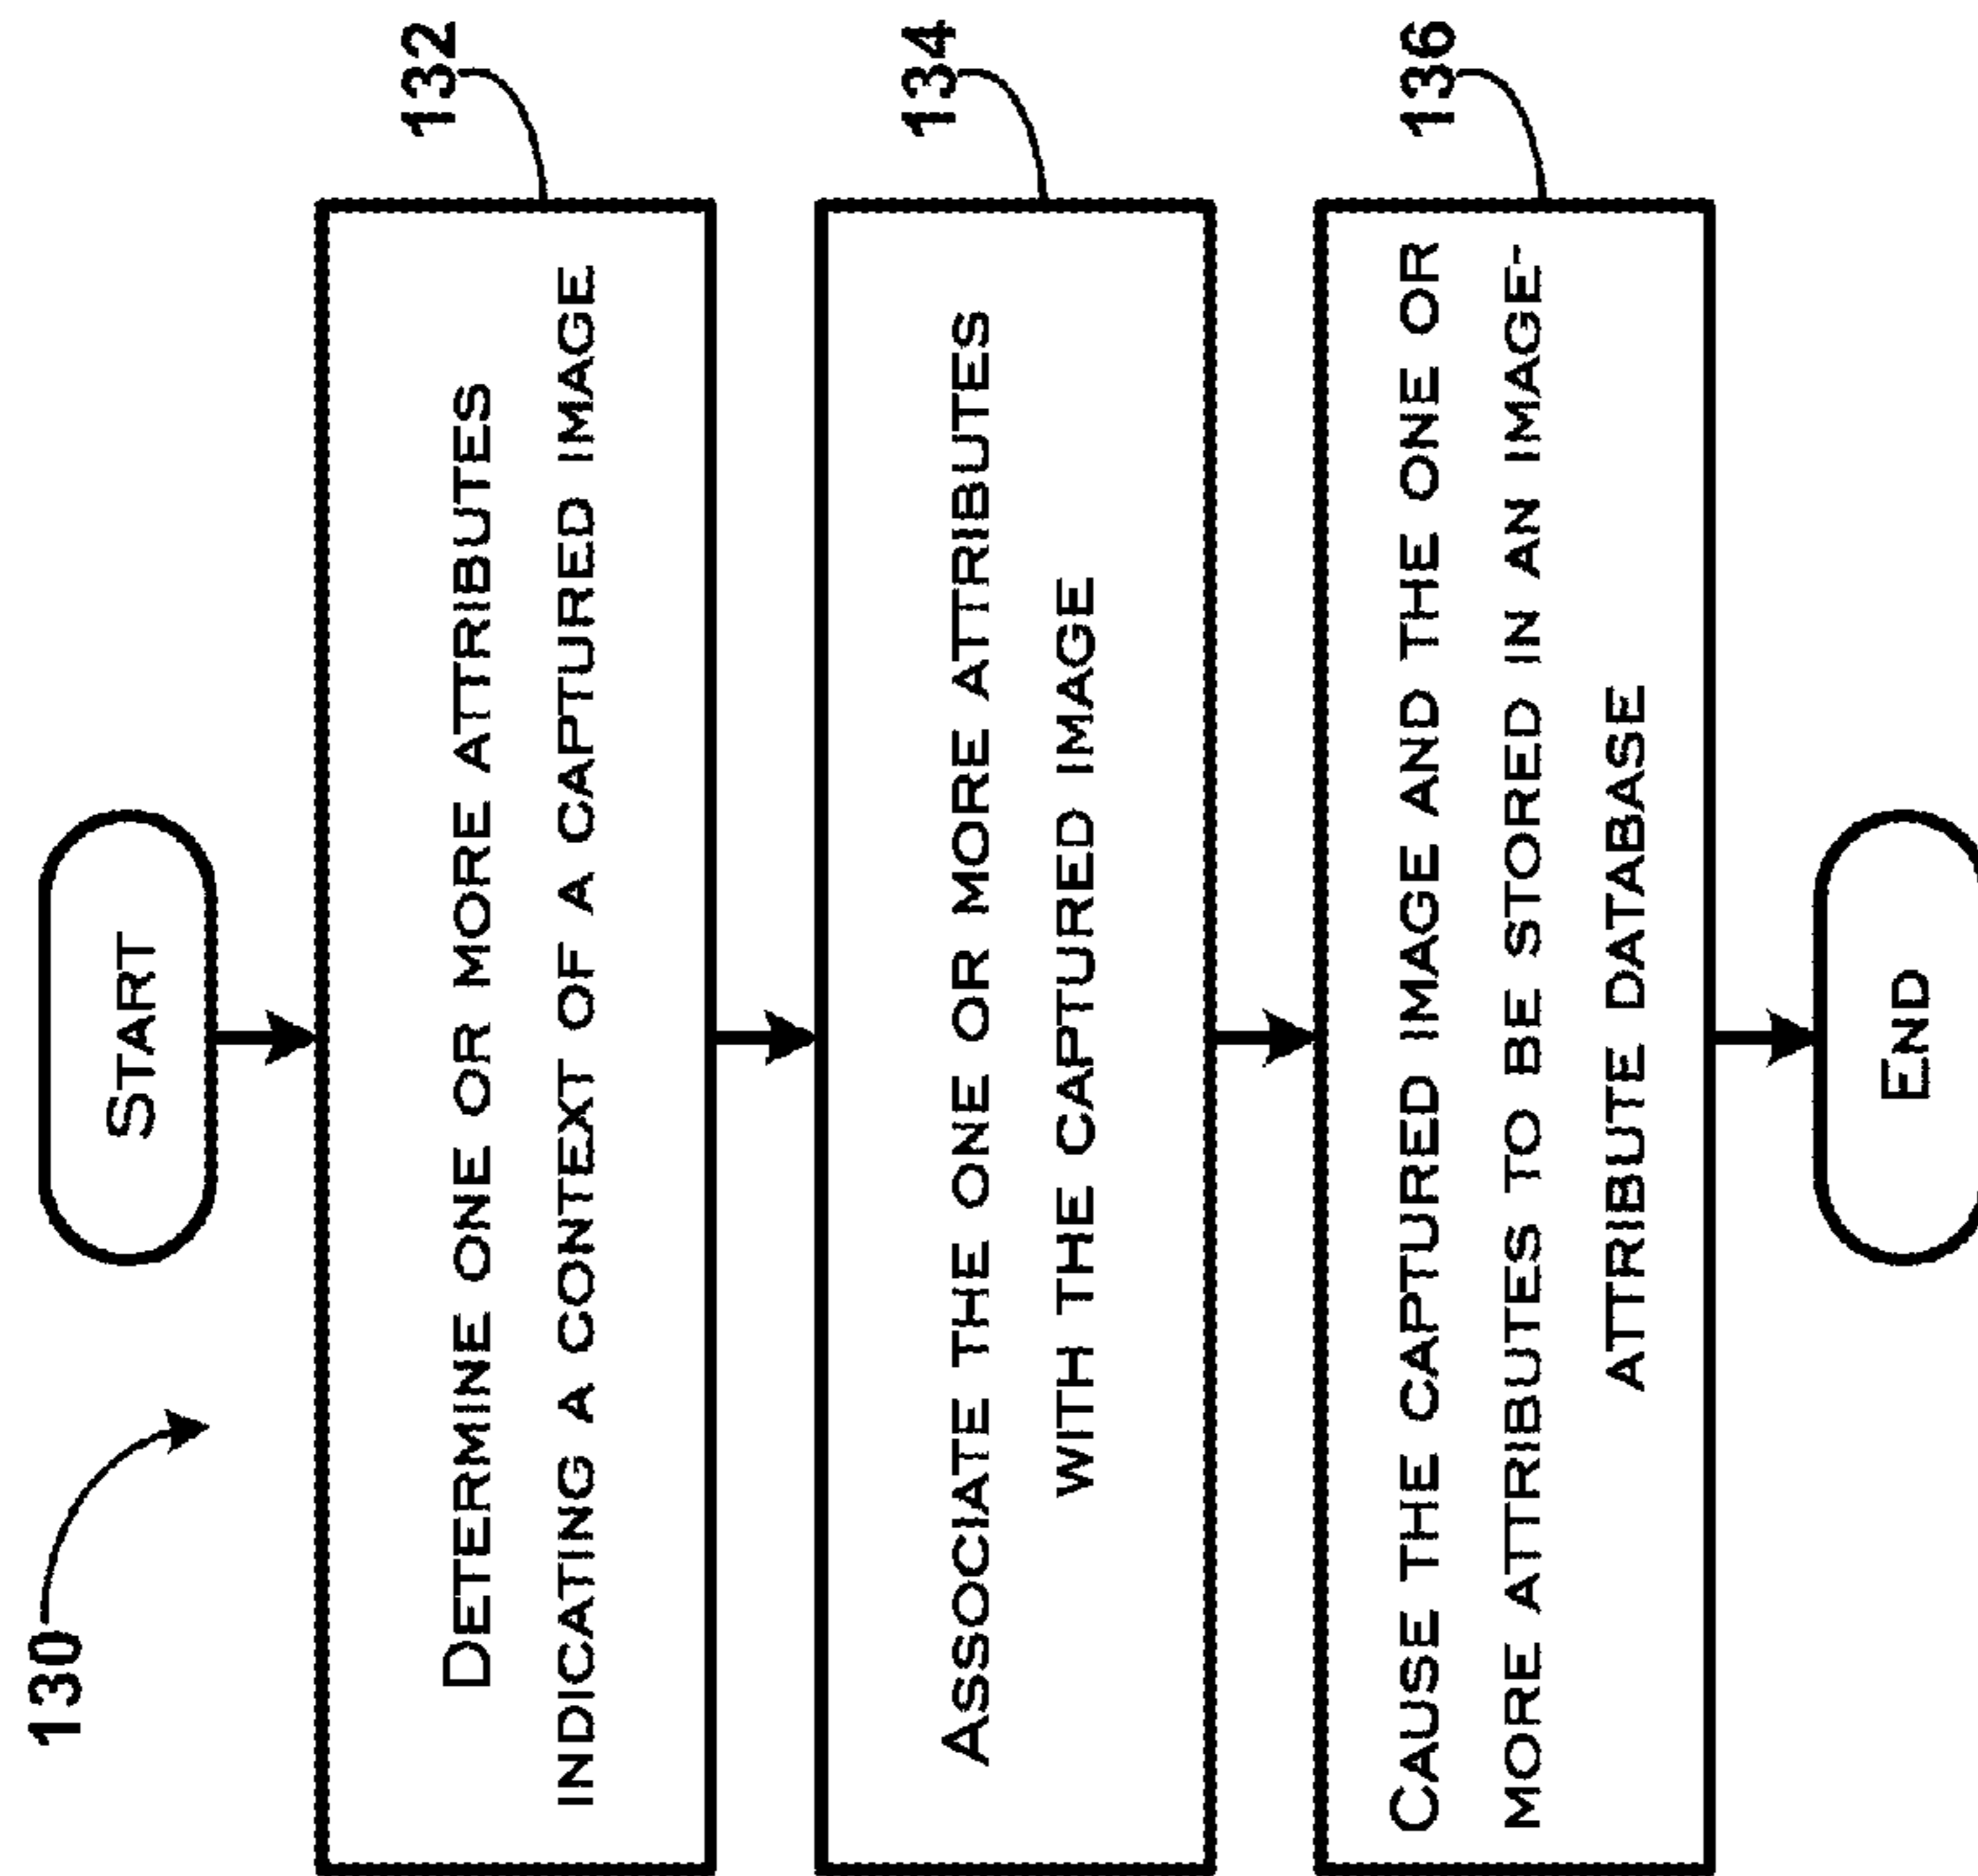 130
START
DETERMINE ONE OR MORE ATTRIBUTES
INDICATING A CONTEXT OF A CAPTURED IMAGE
132
ASSOCIATE THE ONE OR MORE ATTRIBUTES
WITH THE CAPTURED IMAGE
134
CAUSE THE CAPTURED IMAGE AND THE ONE OR
MORE ATTRIBUTES TO BE STORED IN AN IMAGE-
ATTRIBUTE DATABASE
136
END